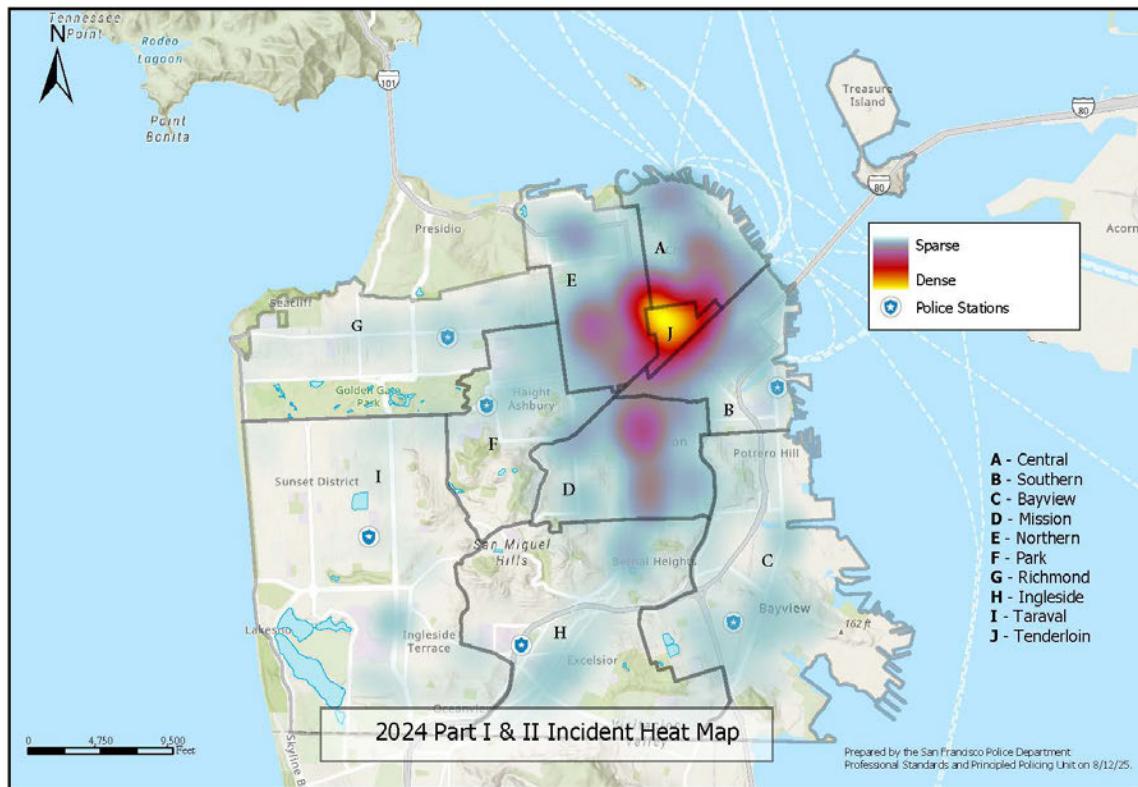 Tennessee
Point
N
Rodeo
Lagoon
101
Point
Bonita
Treasure
Island
80
80
Acorn
Presidio
A
Sparse
Dense
Police Stations
E
Seacliff
G
J
Golden Gate
Park
Haight
Ashbury
B
F
Potrero Hill
I
Sunset District
D
A - Central
B - Southern
C - Bayview
D - Mission
E - Northern
F - Park
G - Richmond
H - Ingleside
I - Taraval
J - Tenderloin
San Miguel
Hills
Bernal Heights
C
Bayview
162 ft
Ingleside
Terrace
H
Excelsior
2024 Part I & II Incident Heat Map
0 4,750 9,500
Feet
Prepared by the San Francisco Police Department
Professional Standards and Principled Policing Unit on 8/12/25.